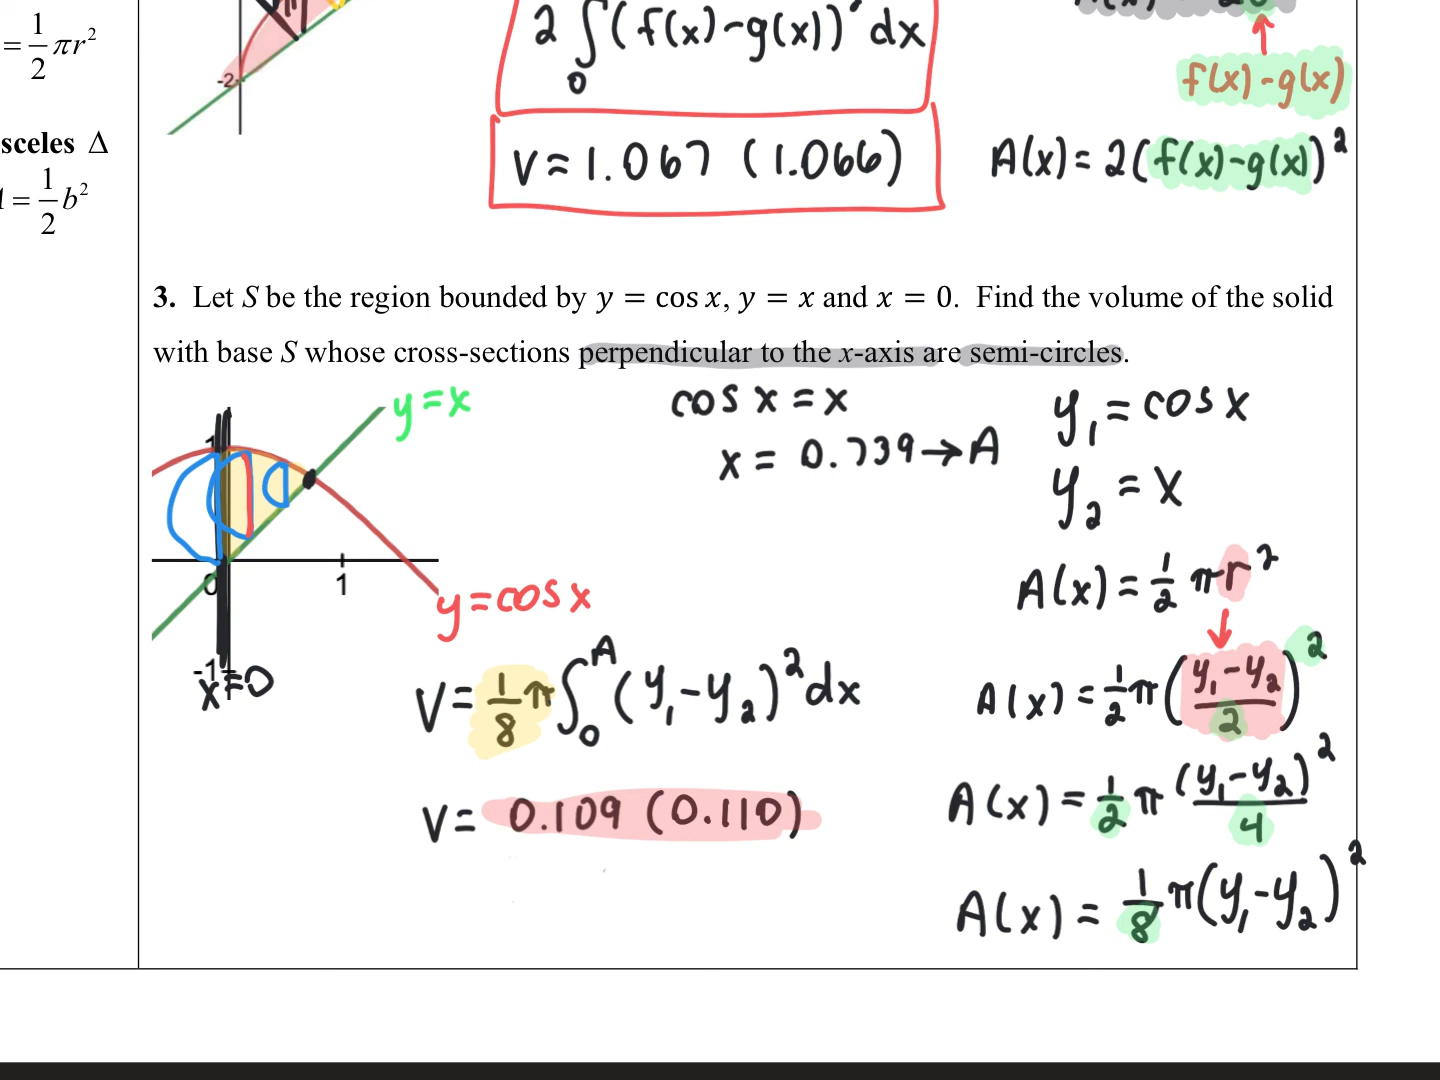 = 1/2 πr²
-2
2 ∫₀ (f(x)-g(x))² dx
f(x)-g(x)
sceles Δ
V = 1.067 (1.066)
A(x) = 2(f(x)-g(x))²
= 1/2 b²
3. Let S be the region bounded by y = cos x, y = x and x = 0. Find the volume of the solid
with base S whose cross-sections perpendicular to the x-axis are semi-circles.
y=x
cos x = x
y₁ = cos x
1
x = 0.739 → A
y₂ = x
0
1
y=cos x
A(x) = 1/2 πr²
-1
x=0
V = 1/8 π ∫₀ᴬ (y₁-y₂)² dx
A(x) = 1/2 π ((y₁-y₂)/2)²
V = 0.109 (0.110)
A(x) = 1/2 π (y₁-y₂)²/4
A(x) = 1/8 π(y₁-y₂)²